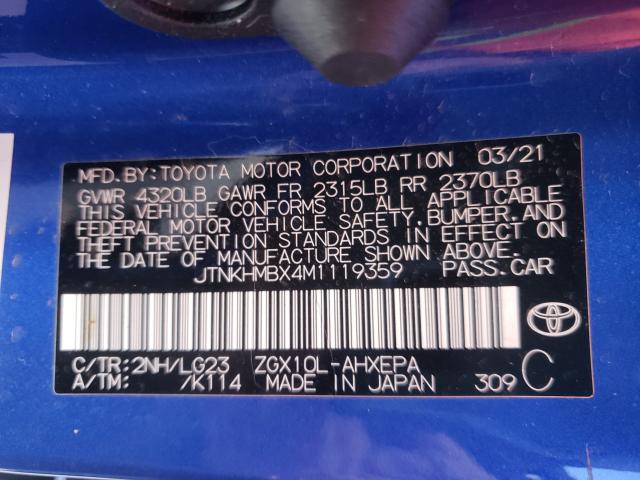 MFD.BY:TOYOTA MOTOR CORPORATION 03/21
GVWR 4320LB GAWR FR 2315LB RR 2370LB
THIS VEHICLE CONFORMS TO ALL APPLICABLE
FEDERAL MOTOR VEHICLE SAFETY, BUMPER, AND
THEFT PREVENTION STANDARDS IN EFFECT ON
THE DATE OF MANUFACTURE SHOWN ABOVE.
JTNKHMBX4M1119359 PASS.CAR
C/TR:2NH/LG23 ZGX10L-AHXEPA
A/TM: /K114 MADE IN JAPAN 309 C